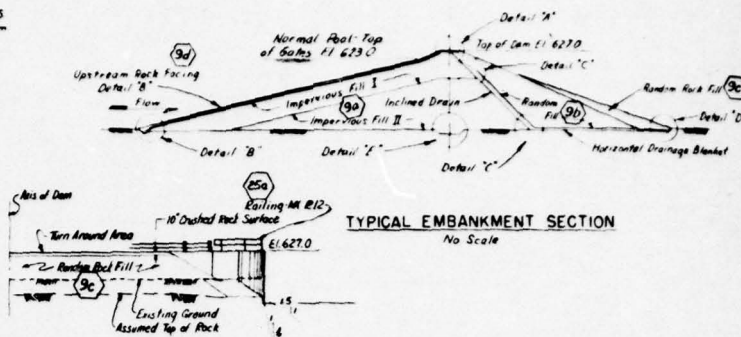 Normal Pool-Top
of Gates El 623.0
Detail "A"
Top of Dam El. 627.0
9d
Upstream Rock Facing
Detail "B"
Flow
Impervious Fill I
9a
Impervious Fill II
Inclined Drain
Detail "C"
Random
Fill
9b
Random Rock Fill
9c
Detail "D"
Horizontal Drainage Blanket
Detail "B"
Detail "E"
Detail "C"
TYPICAL EMBANKMENT SECTION
No Scale
Axis of Dam
25a
Railing-MK R12
10" Crushed Rock Surface
Turn Around Area
El. 627.0
Random Rock Fill
9c
Existing Ground
Assumed Top of Rock
1.5
1